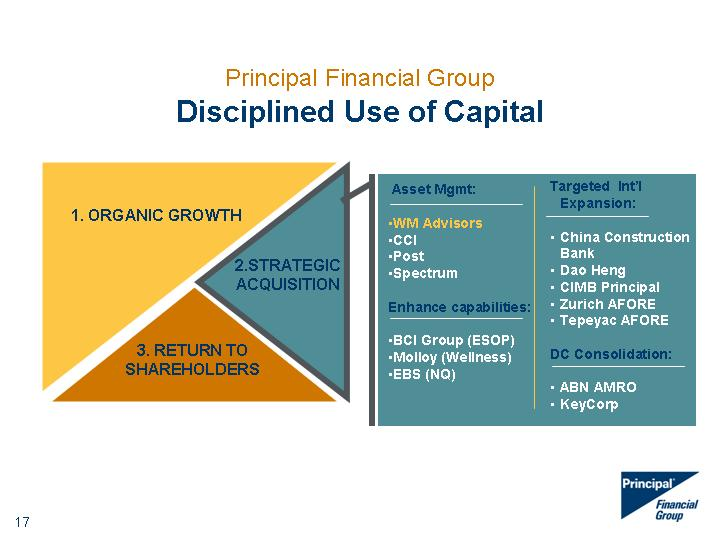 Principal Financial Group
Disciplined Use of Capital
1. ORGANIC GROWTH
2.STRATEGIC
ACQUISITION
3. RETURN TO
SHAREHOLDERS
Asset Mgmt:
•WM Advisors
•CCI
•Post
•Spectrum
Enhance capabilities:
•BCI Group (ESOP)
•Molloy (Wellness)
•EBS (NQ)
Targeted Int'l
Expansion:
• China Construction
Bank
• Dao Heng
• CIMB Principal
• Zurich AFORE
• Tepeyac AFORE
DC Consolidation:
• ABN AMRO
• KeyCorp
Principal®
Financial
Group
17